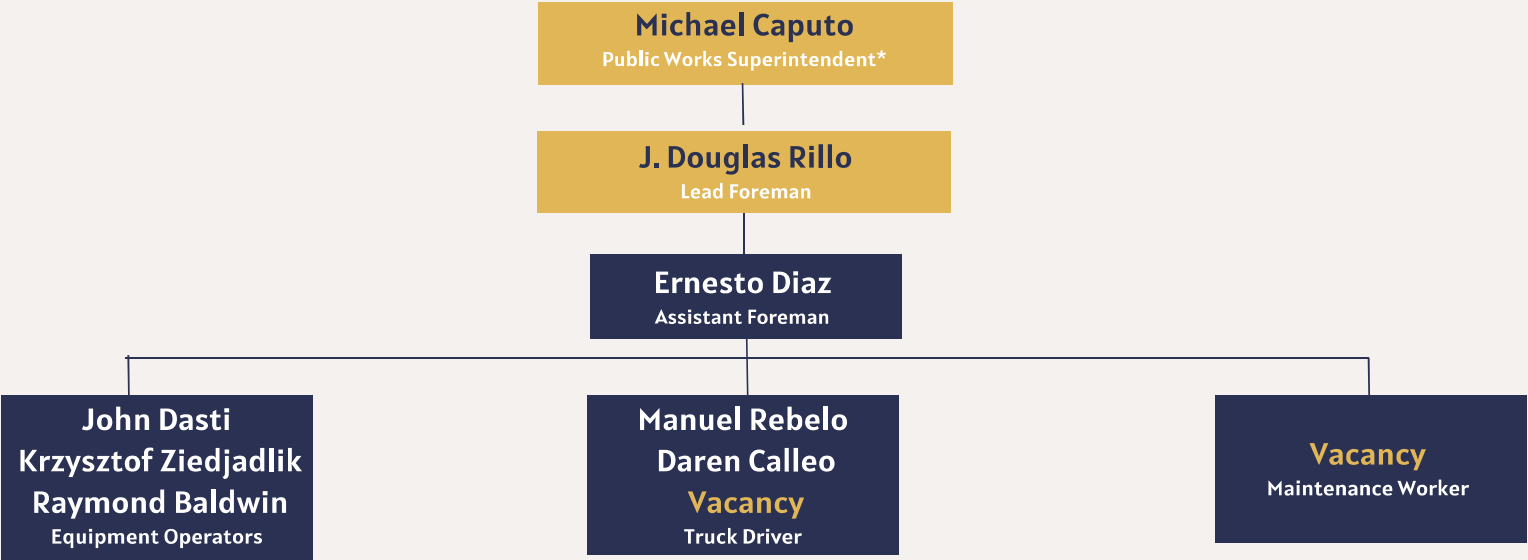 Michael Caputo
Public Works Superintendent*
J. Douglas Rillo
Lead Foreman
Ernesto Diaz
Assistant Foreman
John Dasti
Krzysztof Ziedjadlik
Raymond Baldwin
Equipment Operators
Manuel Rebelo
Daren Calleo
Vacancy
Truck Driver
Vacancy
Maintenance Worker